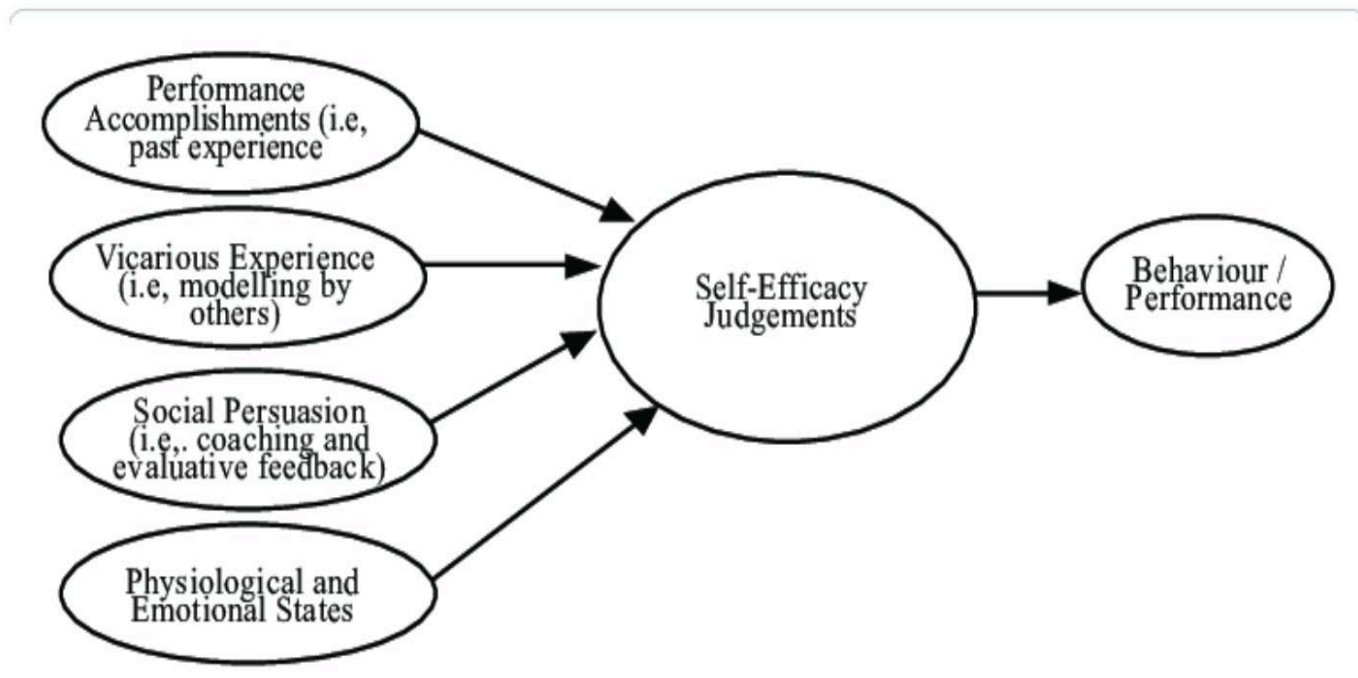 Performance
Accomplishments (i.e,
past experience
Vicarious Experience
(i.e, modelling by
others)
Social Persuasion
(i.e,. coaching and
evaluative feedback)
Physiological and
Emotional States
Self-Efficacy
Judgements
Behaviour /
Performance